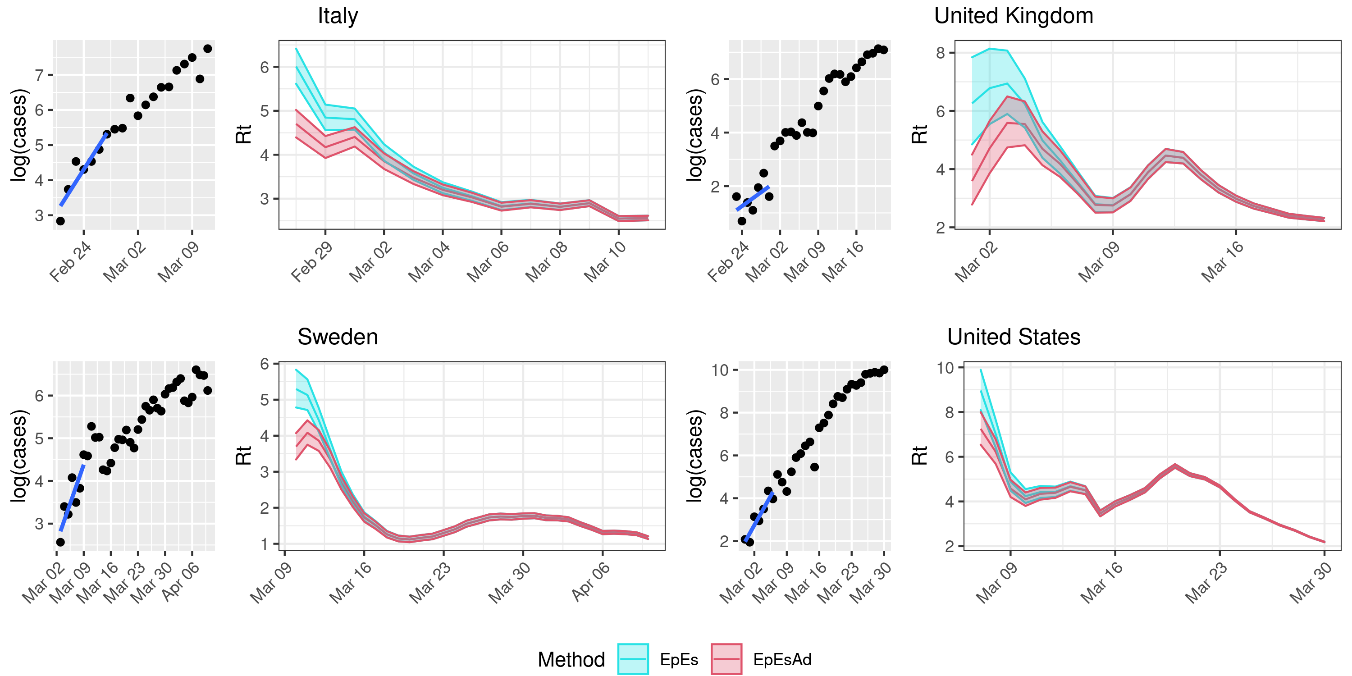 Italy
log(cases)
7
6
5
4
3
Feb 24
Mar 02
Mar 09
Rt
6
5
4
3
Feb 29
Mar 02
Mar 04
Mar 06
Mar 08
Mar 10
United Kingdom
log(cases)
6
4
2
Feb 24
Mar 02
Mar 09
Mar 16
Rt
8
6
4
2
Mar 02
Mar 09
Mar 16
Sweden
log(cases)
6
5
4
3
Mar 02
Mar 09
Mar 16
Mar 23
Mar 30
Apr 06
Rt
6
5
4
3
2
1
Mar 09
Mar 16
Mar 23
Mar 30
Apr 06
United States
log(cases)
10
8
6
4
2
Mar 02
Mar 09
Mar 16
Mar 23
Mar 30
Rt
10
8
6
4
2
Mar 09
Mar 16
Mar 23
Mar 30
Method EpEs EpEsAd